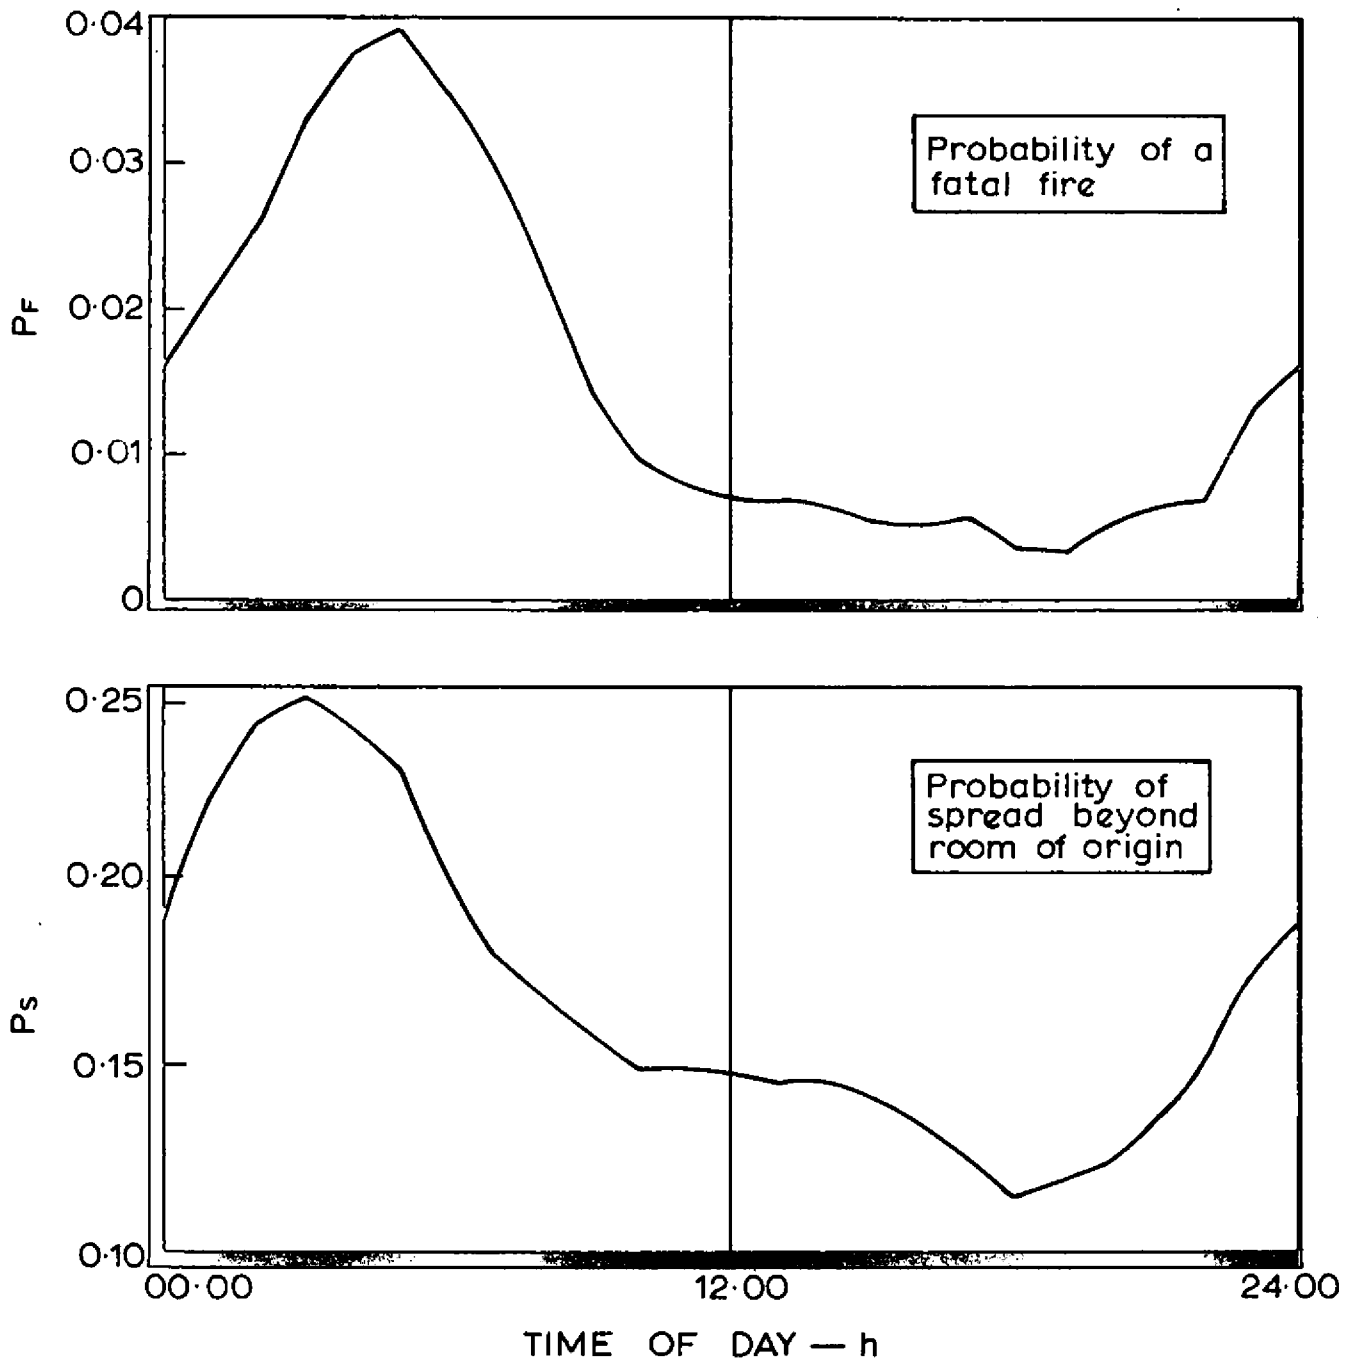 0·04
0·03
0·02
0·01
0
PF
Probability of a
fatal fire
0·25
0·20
0·15
0·10
Ps
Probability of
spread beyond
room of origin
00·00
12·00
24·00
TIME OF DAY — h